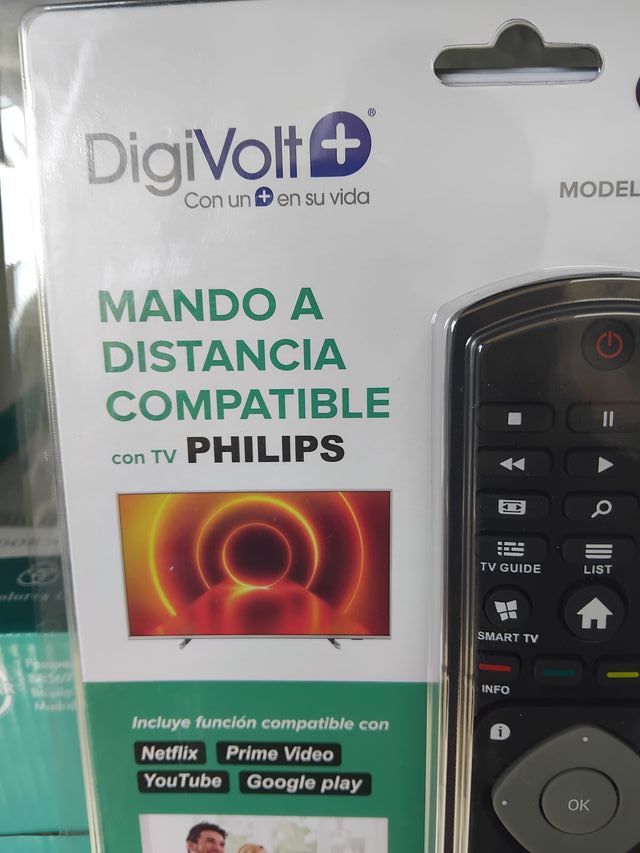 DigiVolt+®
Con un + en su vida
MODEL
MANDO A
DISTANCIA
COMPATIBLE
con TV PHILIPS
TV GUIDE
LIST
SMART TV
INFO
i
OK
Incluye función compatible con
Netflix Prime Video
YouTube Google play
Madrid